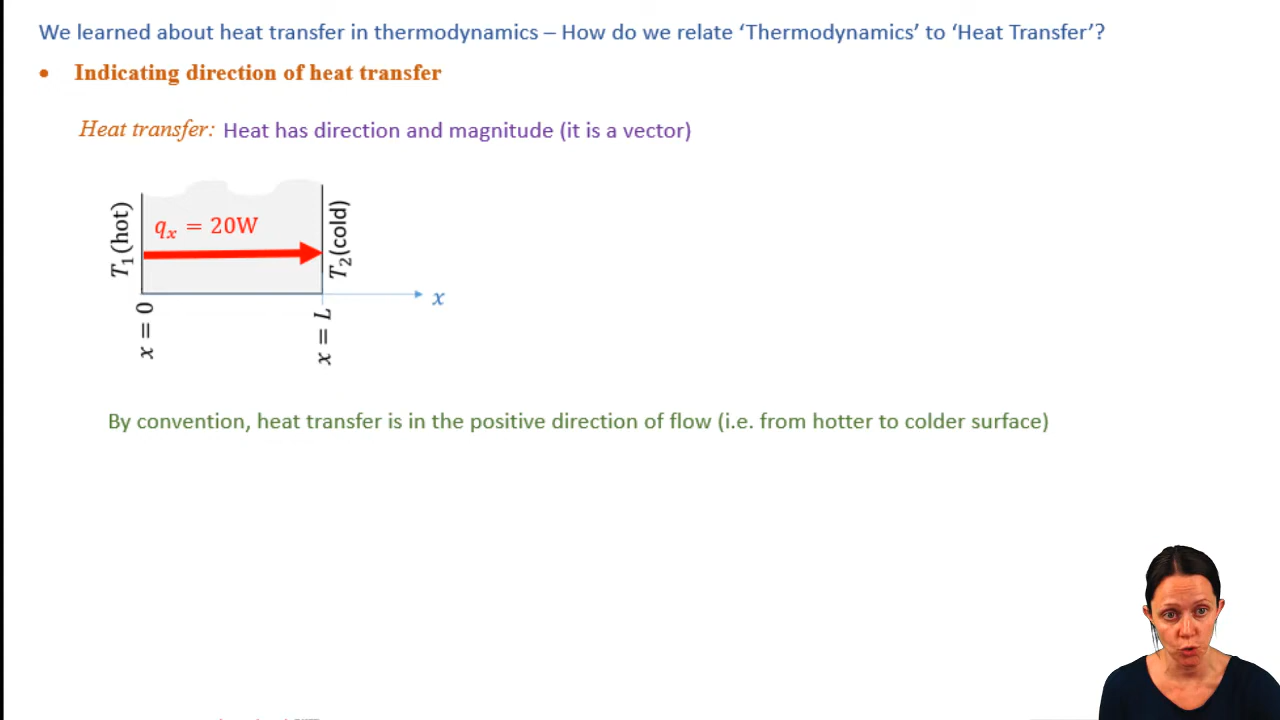 We learned about heat transfer in thermodynamics – How do we relate ‘Thermodynamics’ to ‘Heat Transfer’?
• Indicating direction of heat transfer
Heat transfer: Heat has direction and magnitude (it is a vector)
T₁(hot)
qₓ = 20W
T₂(cold)
x
x = 0
x = L
By convention, heat transfer is in the positive direction of flow (i.e. from hotter to colder surface)